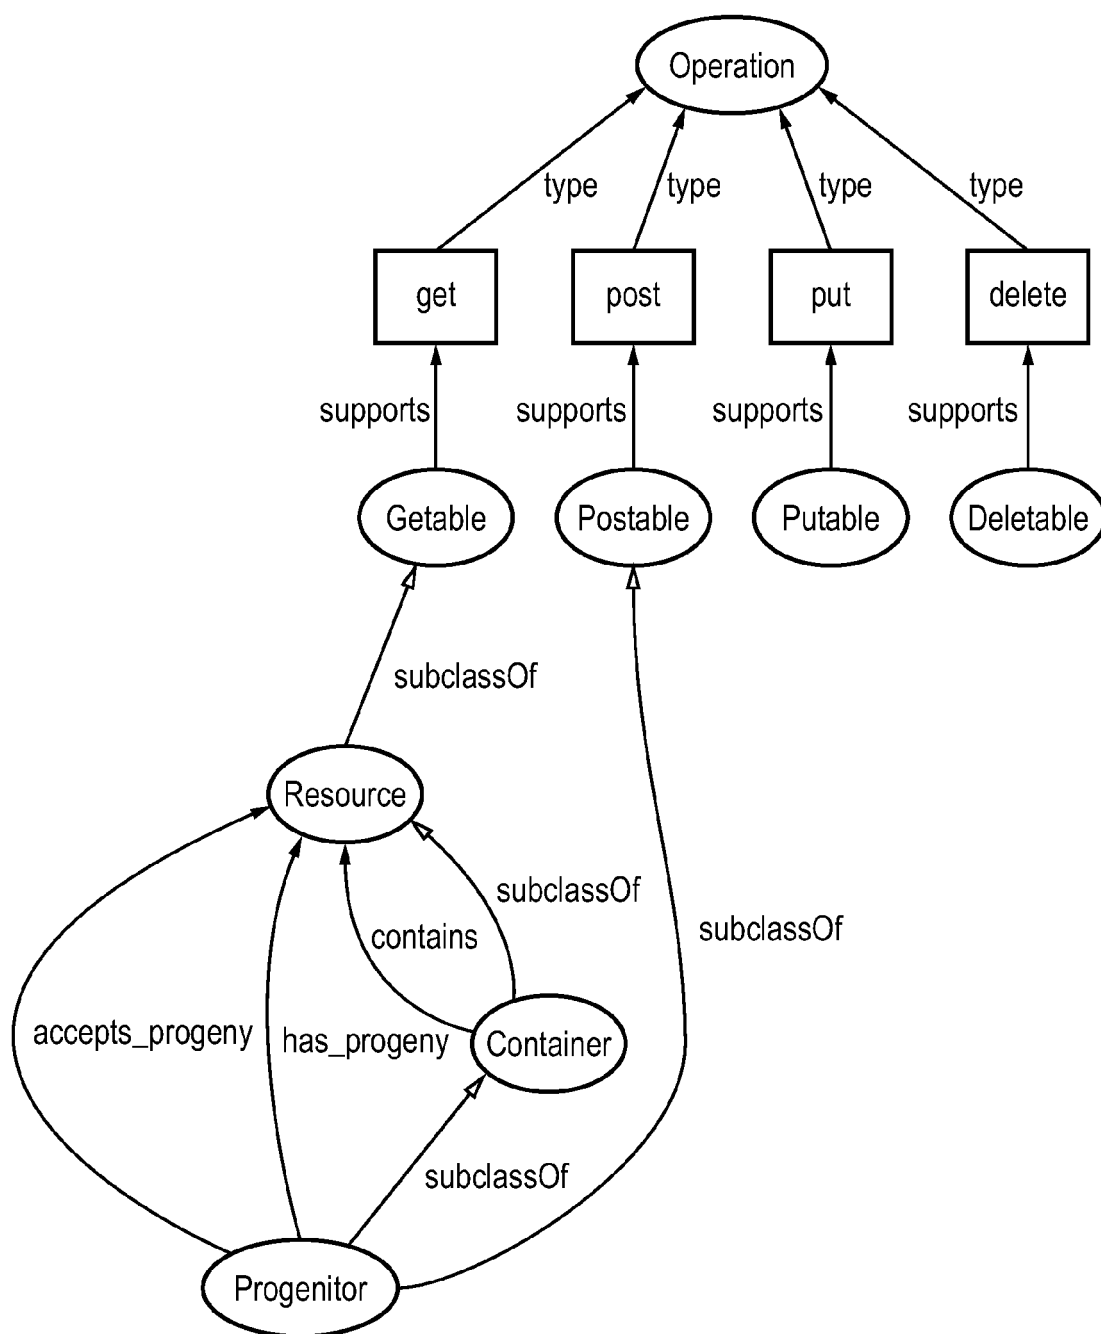 Operation
type
type
type
type
get
post
put
delete
supports
supports
supports
supports
Getable
Postable
Putable
Deletable
subclassOf
Resource
subclassOf
contains
subclassOf
accepts_progeny
has_progeny
Container
subclassOf
Progenitor